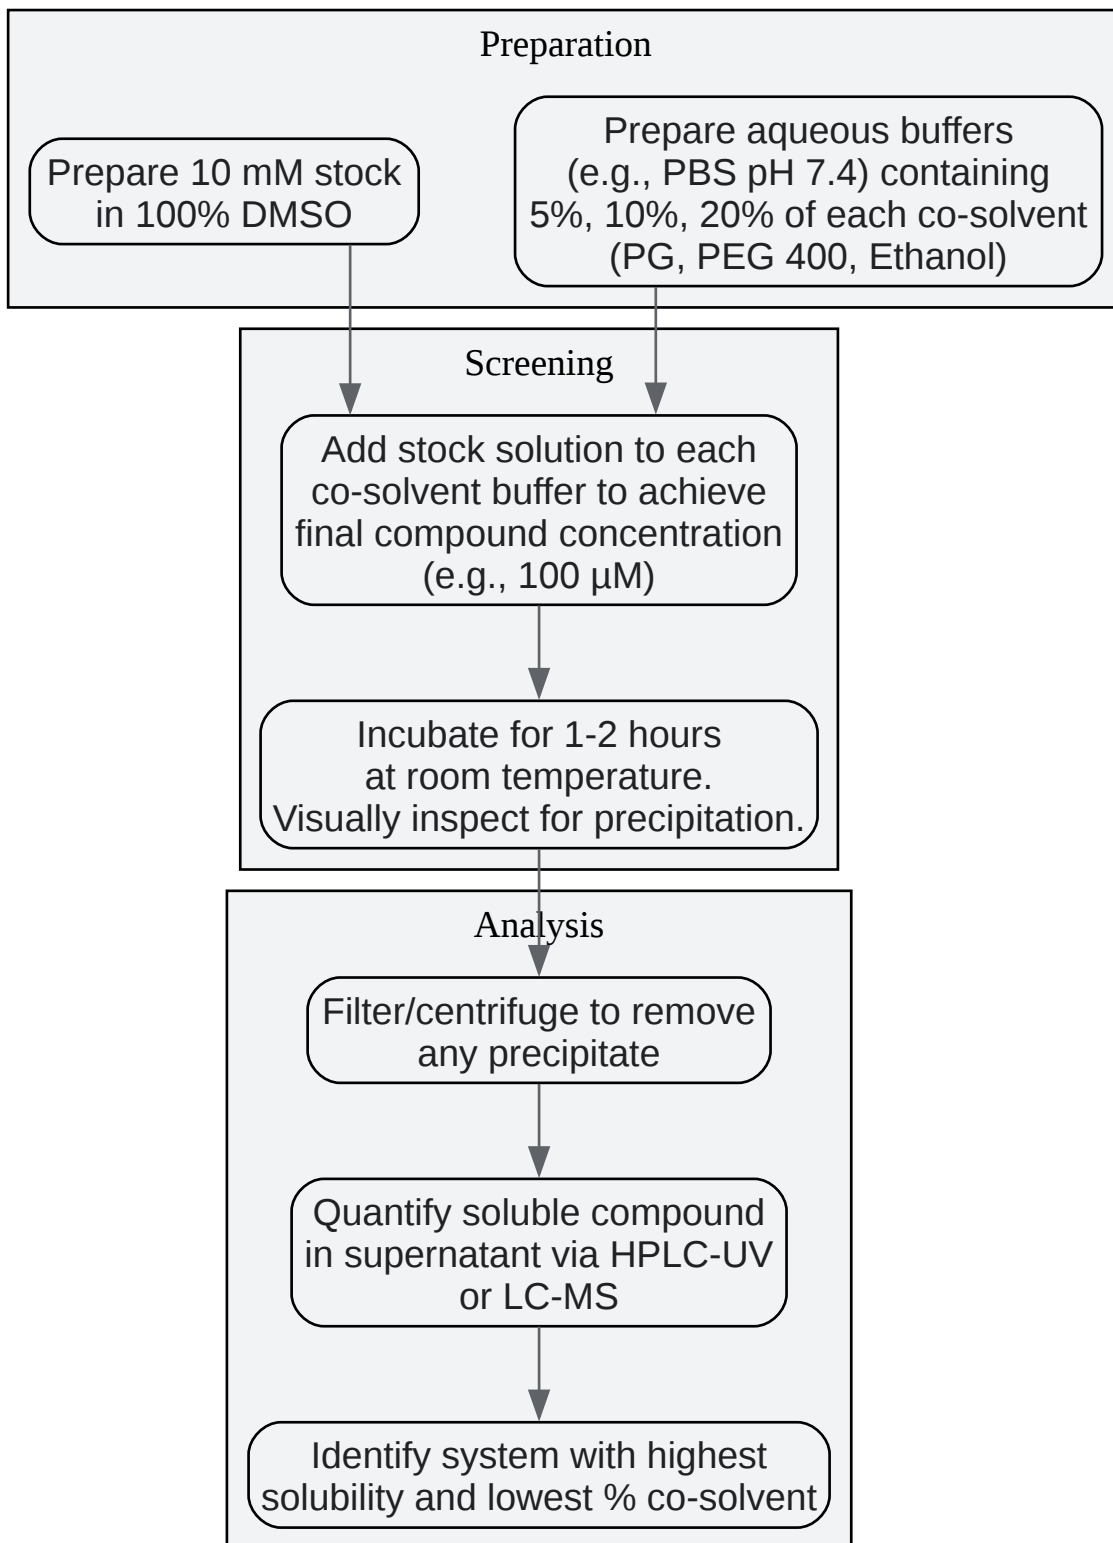 Preparation
Prepare 10 mM stock
in 100% DMSO
Prepare aqueous buffers
(e.g., PBS pH 7.4) containing
5%, 10%, 20% of each co-solvent
(PG, PEG 400, Ethanol)
Screening
Add stock solution to each
co-solvent buffer to achieve
final compound concentration
(e.g., 100 µM)
Incubate for 1-2 hours
at room temperature.
Visually inspect for precipitation.
Analysis
Filter/centrifuge to remove
any precipitate
Quantify soluble compound
in supernatant via HPLC-UV
or LC-MS
Identify system with highest
solubility and lowest % co-solvent